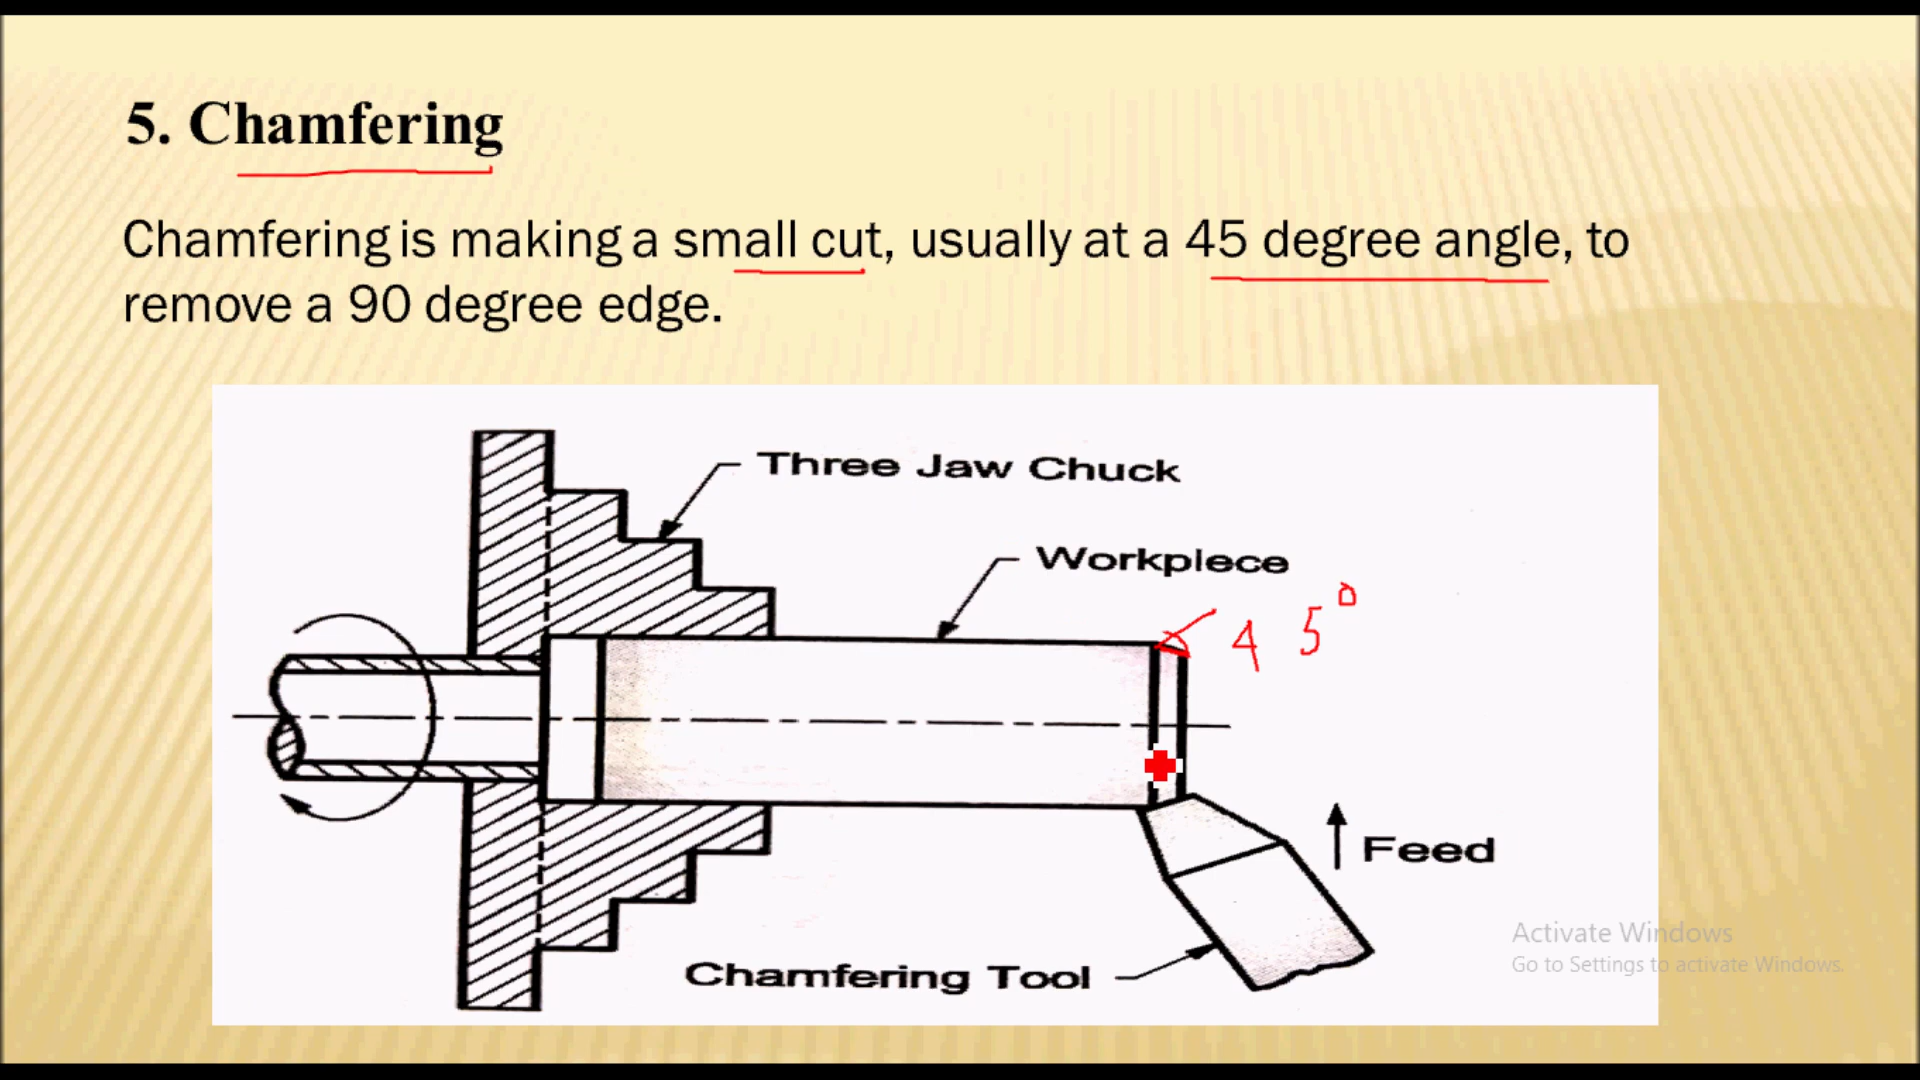 5. Chamfering
Chamfering is making a small cut, usually at a 45 degree angle, to
remove a 90 degree edge.
Three Jaw Chuck
Workpiece
45°
Feed
Chamfering Tool
Activate Windows
Go to Settings to activate Windows.